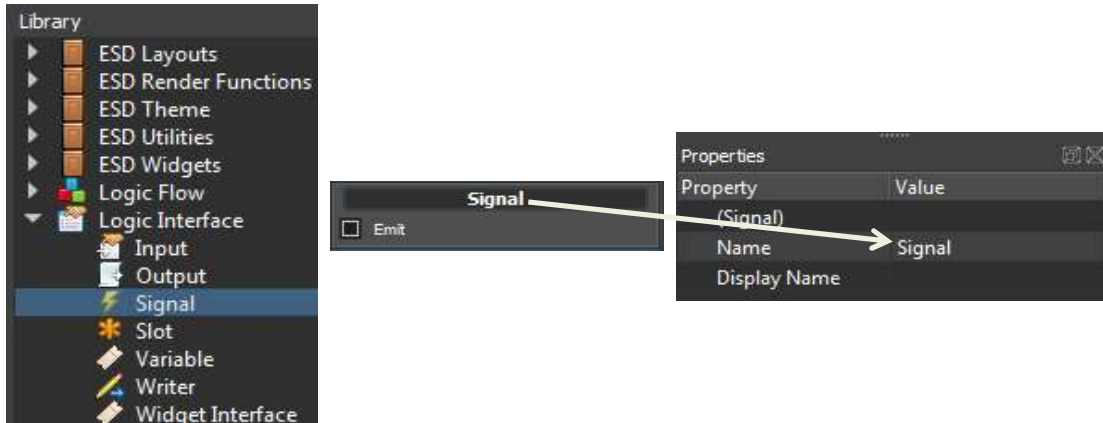 Library
ESD Layouts
ESD Render Functions
ESD Theme
ESD Utilities
ESD Widgets
Logic Flow
Logic Interface
Input
Output
Signal
Slot
Variable
Writer
Widget Interface
Signal
Emit
Properties
Property Value
(Signal)
Name Signal
Display Name